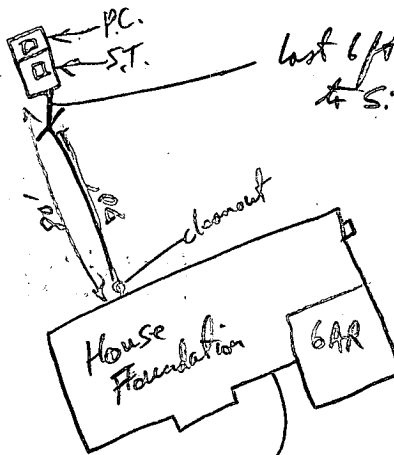 P.C.
S.T.
last 6 ft
to S.
cleanout
House
Foundation
GAR